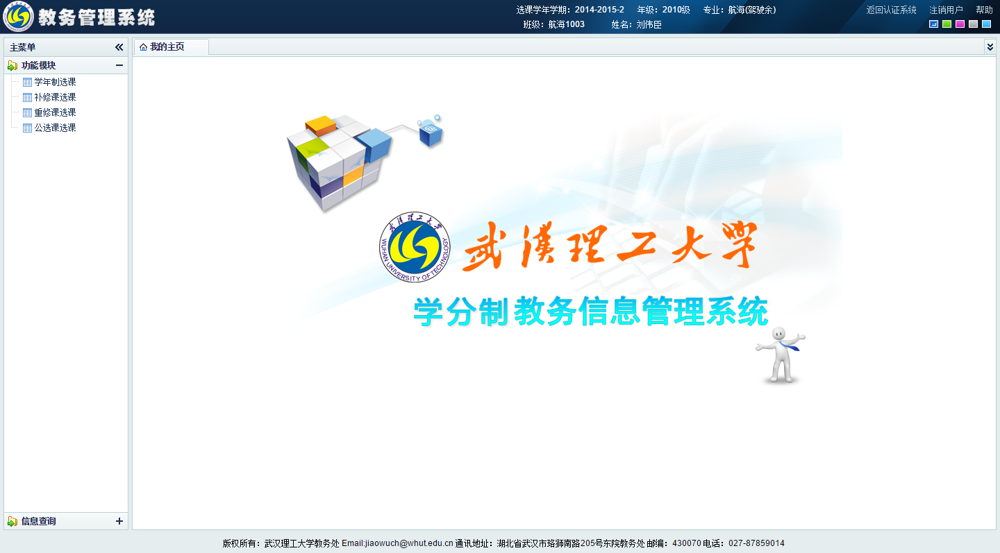 教务管理系统
选课学年学期：2014-2015-2 年级：2010级 专业：航海(驾驶余)
班级：航海1003 姓名：刘伟臣
返回认证系统 注销用户 帮助
主菜单
我的主页
功能模块
学年制选课
补修课选课
重修课选课
公选课选课
武漢理工大学
WUHAN UNIVERSITY OF TECHNOLOGY
武漢理工大學
学分制教务信息管理系统
信息查询
版权所有：武汉理工大学教务处 Email:jiaowuch@whut.edu.cn 通讯地址：湖北省武汉市珞狮南路205号东院教务处 邮编：430070 电话：027-87859014